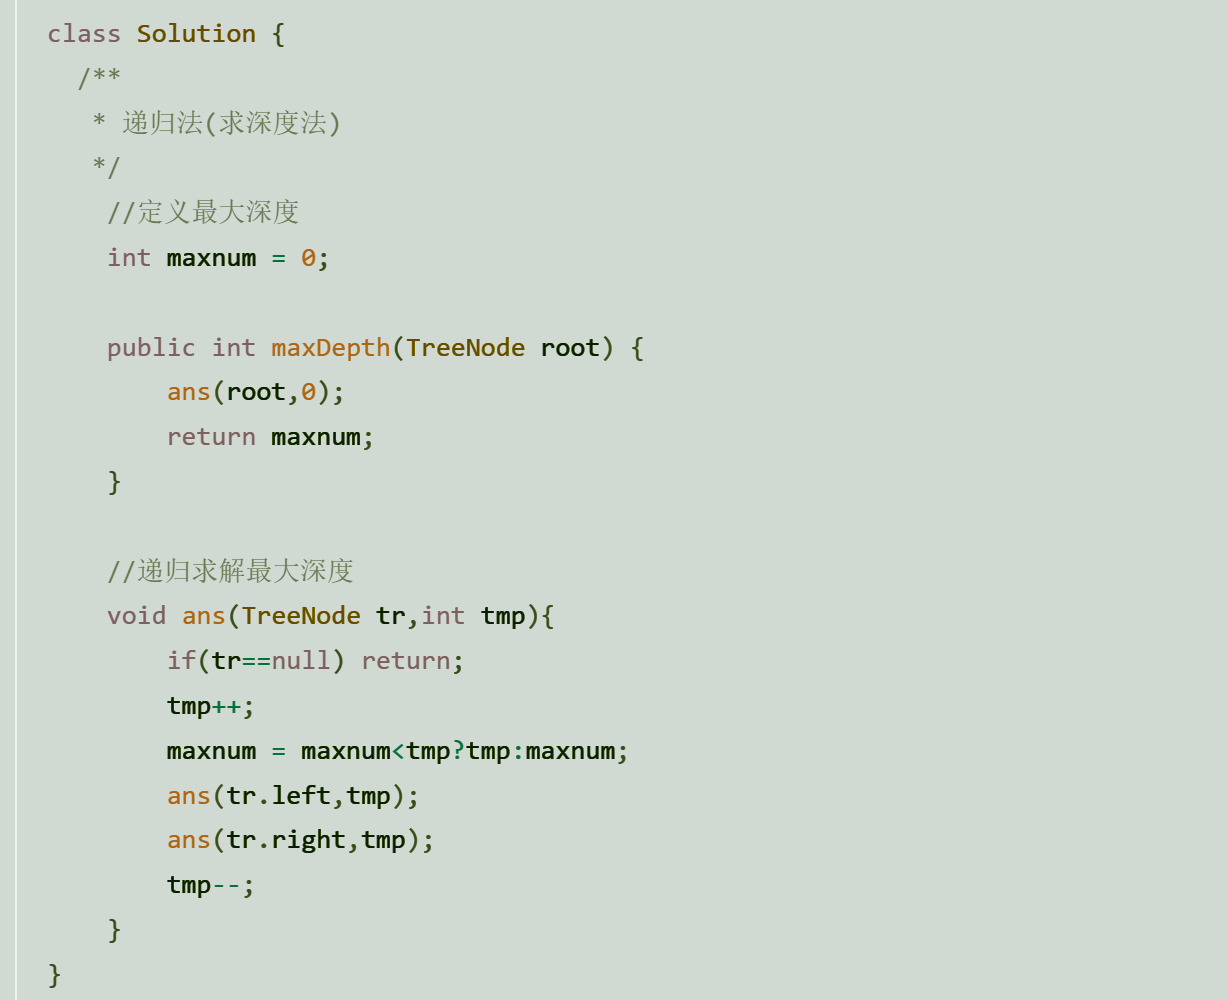 class Solution {
/**
* 递归法(求深度法)
*/
//定义最大深度
int maxnum = 0;
public int maxDepth(TreeNode root) {
ans(root,0);
return maxnum;
}
//递归求解最大深度
void ans(TreeNode tr,int tmp){
if(tr==null) return;
tmp++;
maxnum = maxnum<tmp?tmp:maxnum;
ans(tr.left,tmp);
ans(tr.right,tmp);
tmp--;
}
}